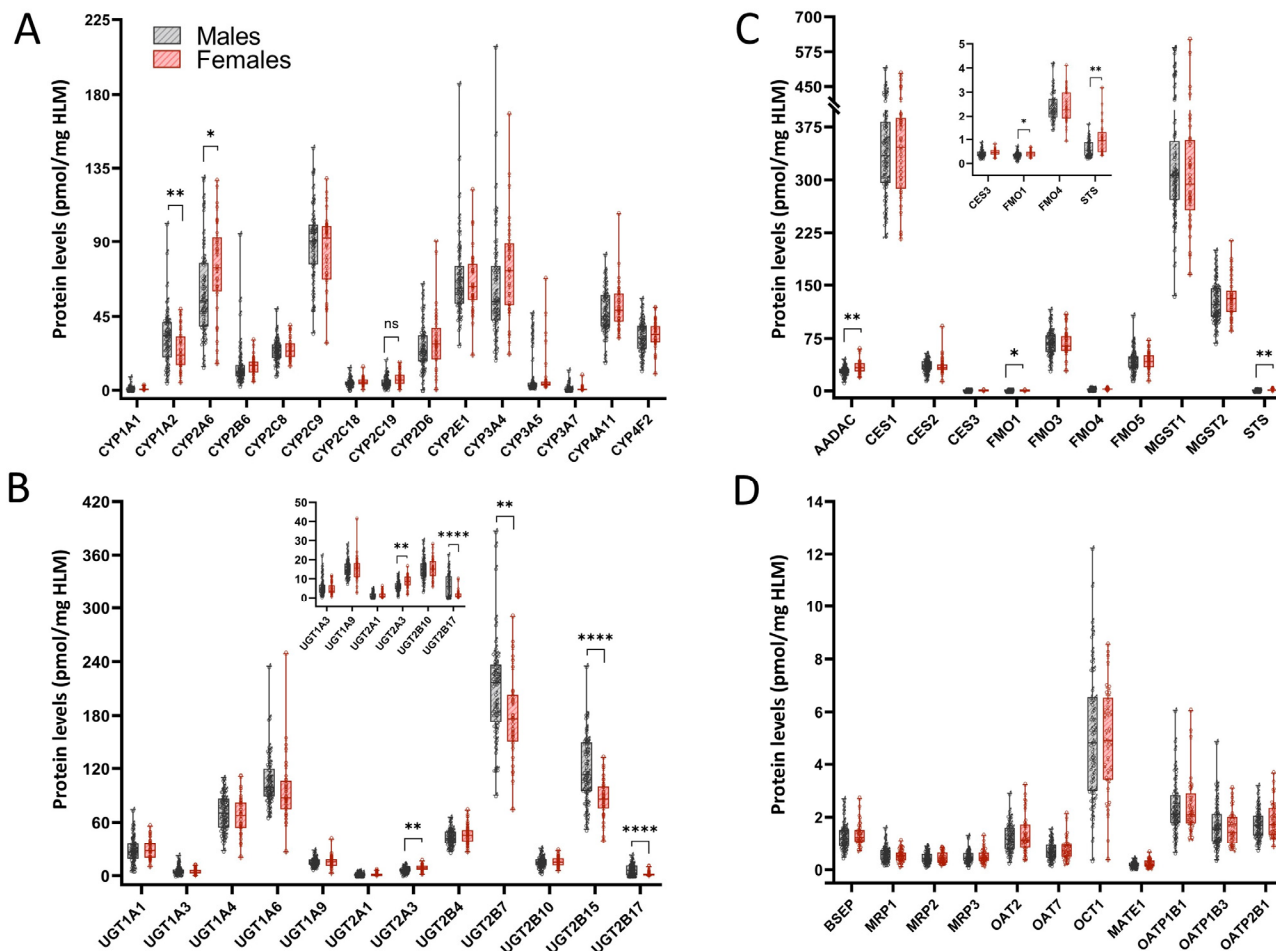 A
Protein levels (pmol/mg HLM)
225
180
135
90
45
0
Males
Females
**
*
ns
CYP1A1
CYP1A2
CYP2A6
CYP2B6
CYP2C8
CYP2C9
CYP2C18
CYP2C19
CYP2D6
CYP2E1
CYP3A4
CYP3A5
CYP3A7
CYP4A11
CYP4F2
C
Protein levels (pmol/mg HLM)
700
575
450
375
300
225
150
75
0
5
4
3
2
1
0
*
**
CES3
FMO1
FMO4
STS
**
*
**
AADAC
CES1
CES2
CES3
FMO1
FMO3
FMO4
FMO5
MGST1
MGST2
STS
B
Protein levels (pmol/mg HLM)
420
360
300
240
180
120
60
0
50
40
30
20
10
0
**
****
UGT1A3
UGT1A9
UGT2A1
UGT2A3
UGT2B10
UGT2B17
**
**
****
****
UGT1A1
UGT1A3
UGT1A4
UGT1A6
UGT1A9
UGT2A1
UGT2A3
UGT2B4
UGT2B7
UGT2B10
UGT2B15
UGT2B17
D
Protein levels (pmol/mg HLM)
14
12
10
8
6
4
2
0
BSEP
MRP1
MRP2
MRP3
OAT2
OAT7
OCT1
MATE1
OATP1B1
OATP1B3
OATP2B1